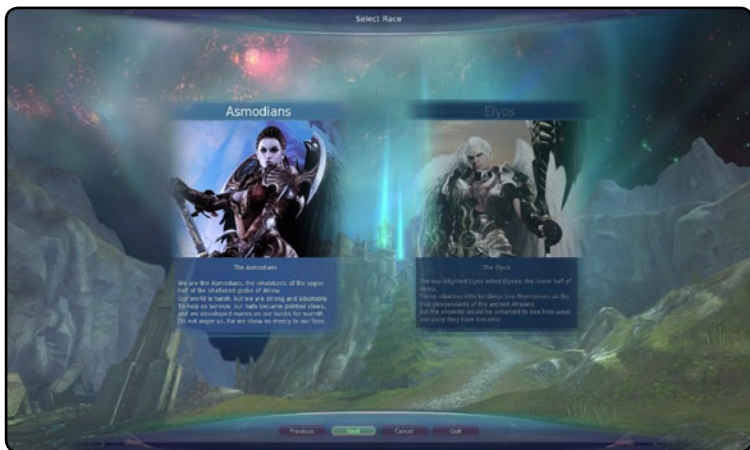 Select Race
Asmodians
Elyos
The Asmodians
We are the Asmodians, the inhabitants of the upper
half of the shattered globe of Atreia.
Our world is harsh, but we are strong and adaptable.
To help us survive, our nails became pointed claws,
and we developed manes on our backs for warmth.
Do not anger us, for we show no mercy to our foes.
The Elyos
The sun-blighted Elyos infest Elysea, the lower half of
Atreia.
These clawless little birdlings see themselves as the
true descendants of the ancient Atreians.
But the ancients would be ashamed to see how weak
and puny they have become.
Previous
Next
Cancel
Quit